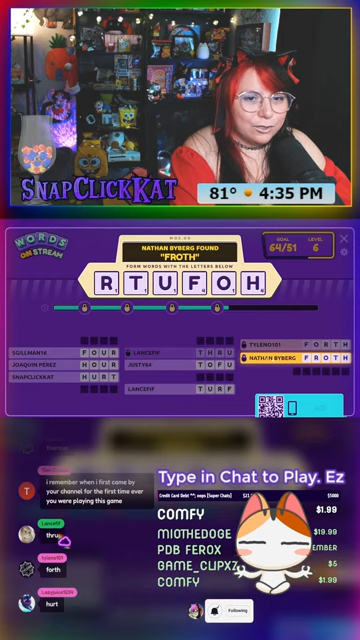 SNAPCLICKKAT
81° 4:35 PM
WORDS
ON STREAM
NATHAN BYBERG FOUND
"FROTH"
FORM WORDS WITH THE LETTERS BELOW
GOAL
64/51
LEVEL
6
R T U F O H
SGILLMAN16 FOUR
JOAQUIN PEREZ HOUR
SNAPCLICKKAT HURT
LANCEFIF THRU
JUSTY64 TOFU
LANCEFIF TURF
TYLENO101 FORTH
NATHAN BYBERG FROTH
i remember when i first came by
your channel for the first time ever
you were playing this game
Lancefif
thru
tyleno101
forth
hurt
Type in Chat to Play. Ez
COMFY $1.99
MIOTHEDOGE $19.99
PDB FEROX EMBER
GAME_CLIPXZ $5
COMFY $1.99
Following